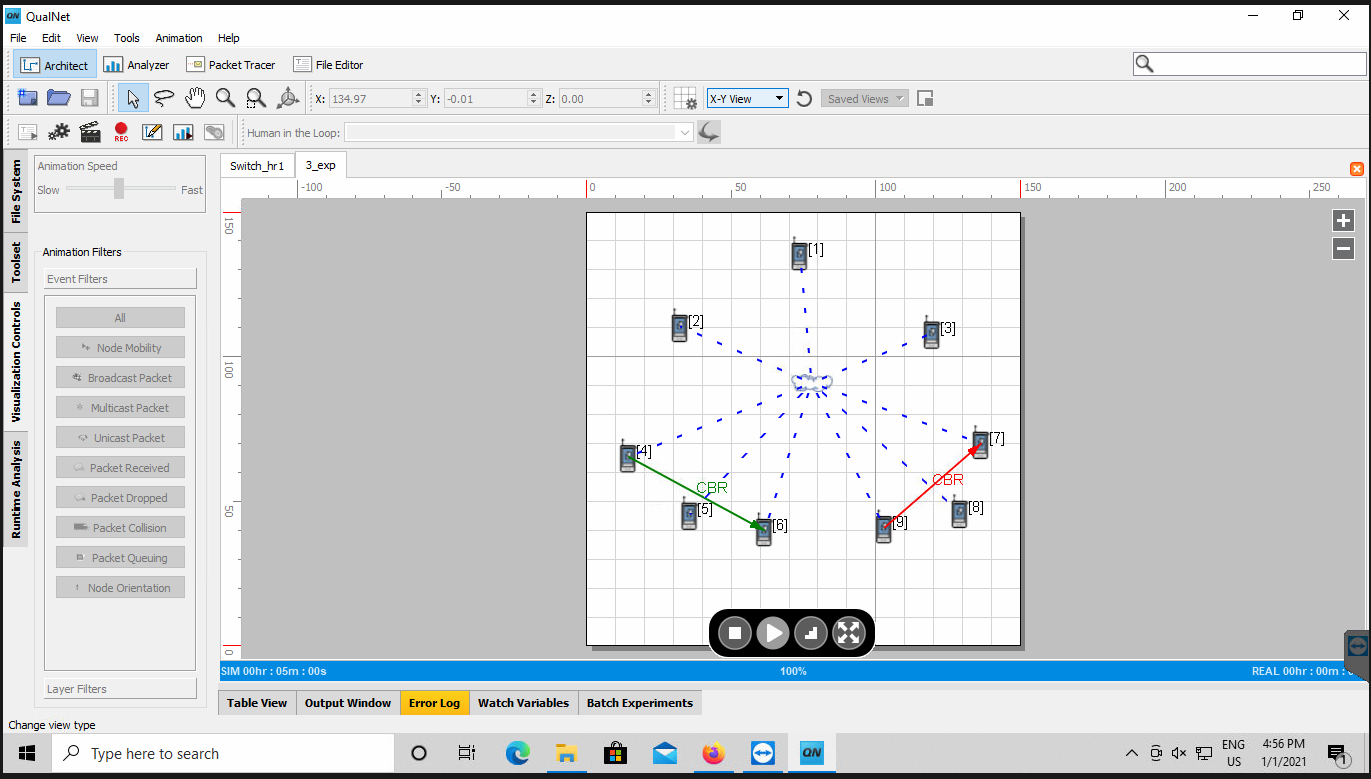 QN QualNet
File Edit View Tools Animation Help
Architect Analyzer Packet Tracer File Editor
X: 134.97 Y: -0.01 Z: 0.00 X-Y View Saved Views
REC Human in the Loop:
File System
Toolset
Visualization Controls
Runtime Analysis
Animation Speed
Slow Fast
Animation Filters
Event Filters
All
Node Mobility
Broadcast Packet
Multicast Packet
Unicast Packet
Packet Received
Packet Dropped
Packet Collision
Packet Queuing
Node Orientation
Layer Filters
Switch_hr1 3_exp
-100 -50 0 50 100 150 200 250
150
100
50
0
[1]
[2] [3]
[4] [7]
CBR CBR
[5] [8]
[6] [9]
SIM 00hr : 05m : 00s 100% REAL 00hr : 00m :
Table View Output Window Error Log Watch Variables Batch Experiments
Change view type
Type here to search
QN
ENG 4:56 PM
US 1/1/2021
1